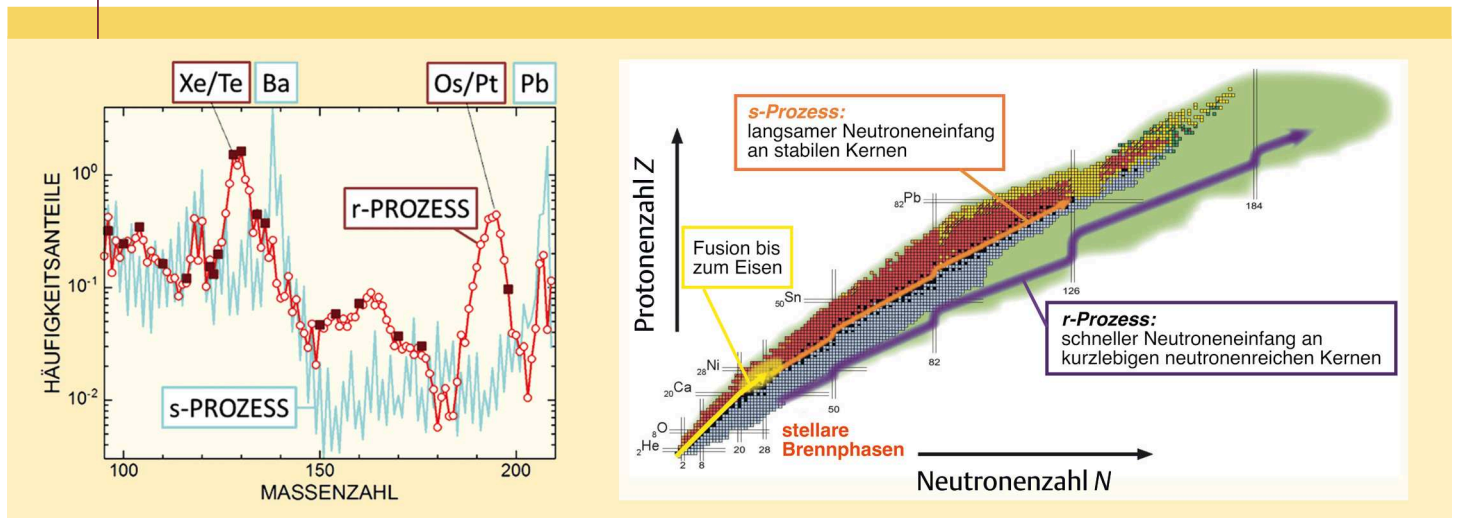 Xe/Te
Ba
Os/Pt
Pb
HÄUFIGKEITSANTEILE
10⁰
10⁻¹
10⁻²
r-PROZESS
s-PROZESS
100
150
200
MASSENZAHL
Protonenzahl Z
s-Prozess:
langsamer Neutroneneinfang
an stabilen Kernen
₈₂Pb
184
Fusion bis
zum Eisen
₅₀Sn
126
r-Prozess:
schneller Neutroneneinfang an
kurzlebigen neutronenreichen Kernen
₂₈Ni
82
₂₀Ca
50
₈O
stellare
Brennphasen
₂He
20
28
2
8
Neutronenzahl N